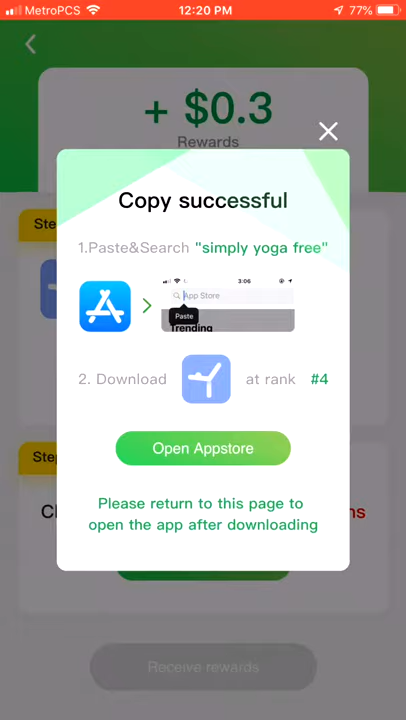 MetroPCS 12:20 PM 77%
+ $0.3
Rewards
Copy successful
Ste
1.Paste&Search "simply yoga free"
3:06
App Store
Paste
Trending
2. Download at rank #4
Open Appstore
Ste
Please return to this page to
open the app after downloading
Receive rewards